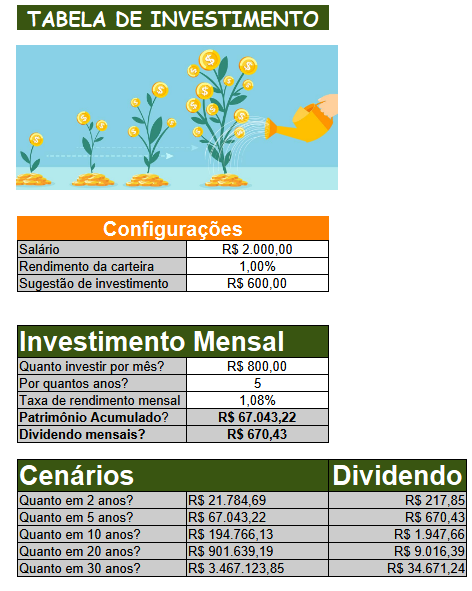 TABELA DE INVESTIMENTO
$ $ $ $ $ $ $ $ $ $ $ $ $ $
Configurações
Salário R$ 2.000,00
Rendimento da carteira 1,00%
Sugestão de investimento R$ 600,00
Investimento Mensal
Quanto investir por mês? R$ 800,00
Por quantos anos? 5
Taxa de rendimento mensal 1,08%
Patrimônio Acumulado? R$ 67.043,22
Dividendo mensais? R$ 670,43
Cenários Dividendo
Quanto em 2 anos? R$ 21.784,69 R$ 217,85
Quanto em 5 anos? R$ 67.043,22 R$ 670,43
Quanto em 10 anos? R$ 194.766,13 R$ 1.947,66
Quanto em 20 anos? R$ 901.639,19 R$ 9.016,39
Quanto em 30 anos? R$ 3.467.123,85 R$ 34.671,24